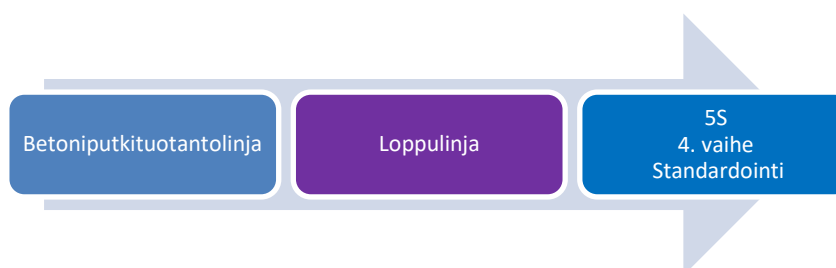 Betoniputkituotantolinja
Loppulinja
5S
4. vaihe
Standardointi